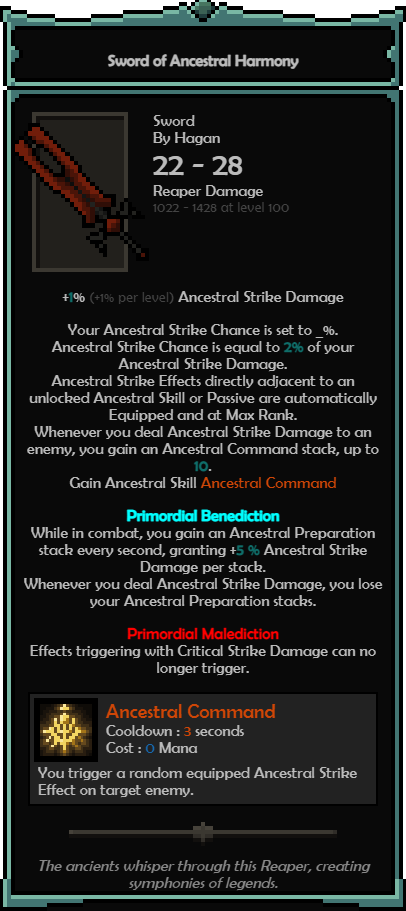 Sword of Ancestral Harmony
Sword
By Hagan
22 - 28
Reaper Damage
1022 - 1428 at level 100
+1% (+1% per level) Ancestral Strike Damage
Your Ancestral Strike Chance is set to _%.
Ancestral Strike Chance is equal to 2% of your
Ancestral Strike Damage.
Ancestral Strike Effects directly adjacent to an
unlocked Ancestral Skill or Passive are automatically
Equipped and at Max Rank.
Whenever you deal Ancestral Strike Damage to an
enemy, you gain an Ancestral Command stack, up to
10.
Gain Ancestral Skill Ancestral Command
Primordial Benediction
While in combat, you gain an Ancestral Preparation
stack every second, granting +5 % Ancestral Strike
Damage per stack.
Whenever you deal Ancestral Strike Damage, you lose
your Ancestral Preparation stacks.
Primordial Malediction
Effects triggering with Critical Strike Damage can no
longer trigger.
Ancestral Command
Cooldown : 3 seconds
Cost : 0 Mana
You trigger a random equipped Ancestral Strike
Effect on target enemy.
The ancients whisper through this Reaper, creating
symphonies of legends.